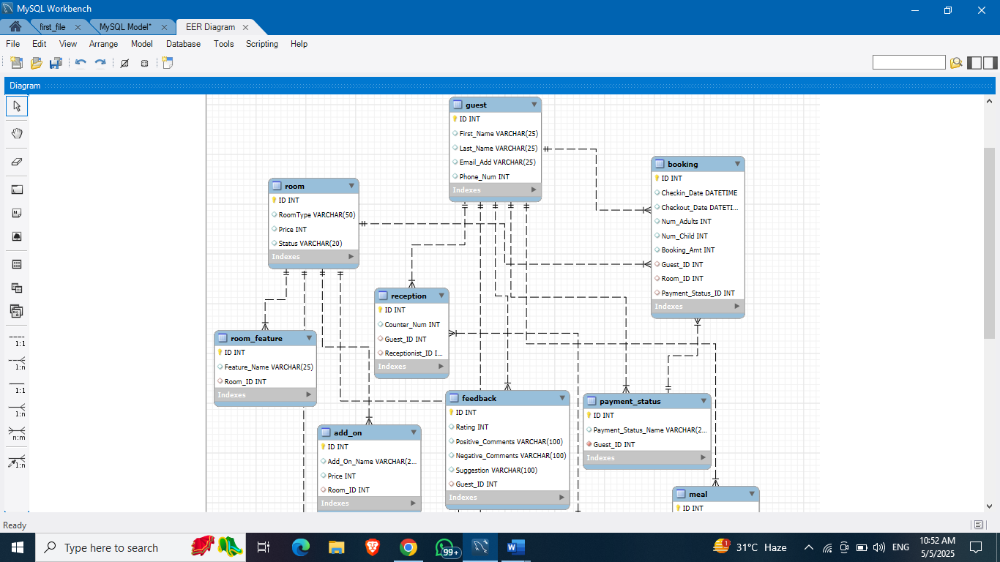 MySQL Workbench
first_file
MySQL Model*
EER Diagram
File Edit View Arrange Model Database Tools Scripting Help
Diagram
guest
ID INT
First_Name VARCHAR(25)
Last_Name VARCHAR(25)
Email_Add VARCHAR(25)
Phone_Num INT
Indexes
booking
ID INT
Checkin_Date DATETIME
Checkout_Date DATETI...
Num_Adults INT
Num_Child INT
Booking_Amt INT
Guest_ID INT
Room_ID INT
Payment_Status_ID INT
Indexes
room
ID INT
RoomType VARCHAR(50)
Price INT
Status VARCHAR(20)
Indexes
reception
ID INT
Counter_Num INT
Guest_ID INT
Receptionist_ID I...
Indexes
room_feature
ID INT
Feature_Name VARCHAR(25)
Room_ID INT
Indexes
feedback
ID INT
Rating INT
Positive_Comments VARCHAR(100)
Negative_Comments VARCHAR(100)
Suggestion VARCHAR(100)
Guest_ID INT
Indexes
payment_status
ID INT
Payment_Status_Name VARCHAR(2...
Guest_ID INT
Indexes
add_on
ID INT
Add_On_Name VARCHAR(2...
Price INT
Room_ID INT
Indexes
meal
ID INT
1:1
1:n
1:1
1:n
n:m
1:n
Ready
Type here to search
99+
W
1
31°C Haze
ENG
10:52 AM
5/5/2025